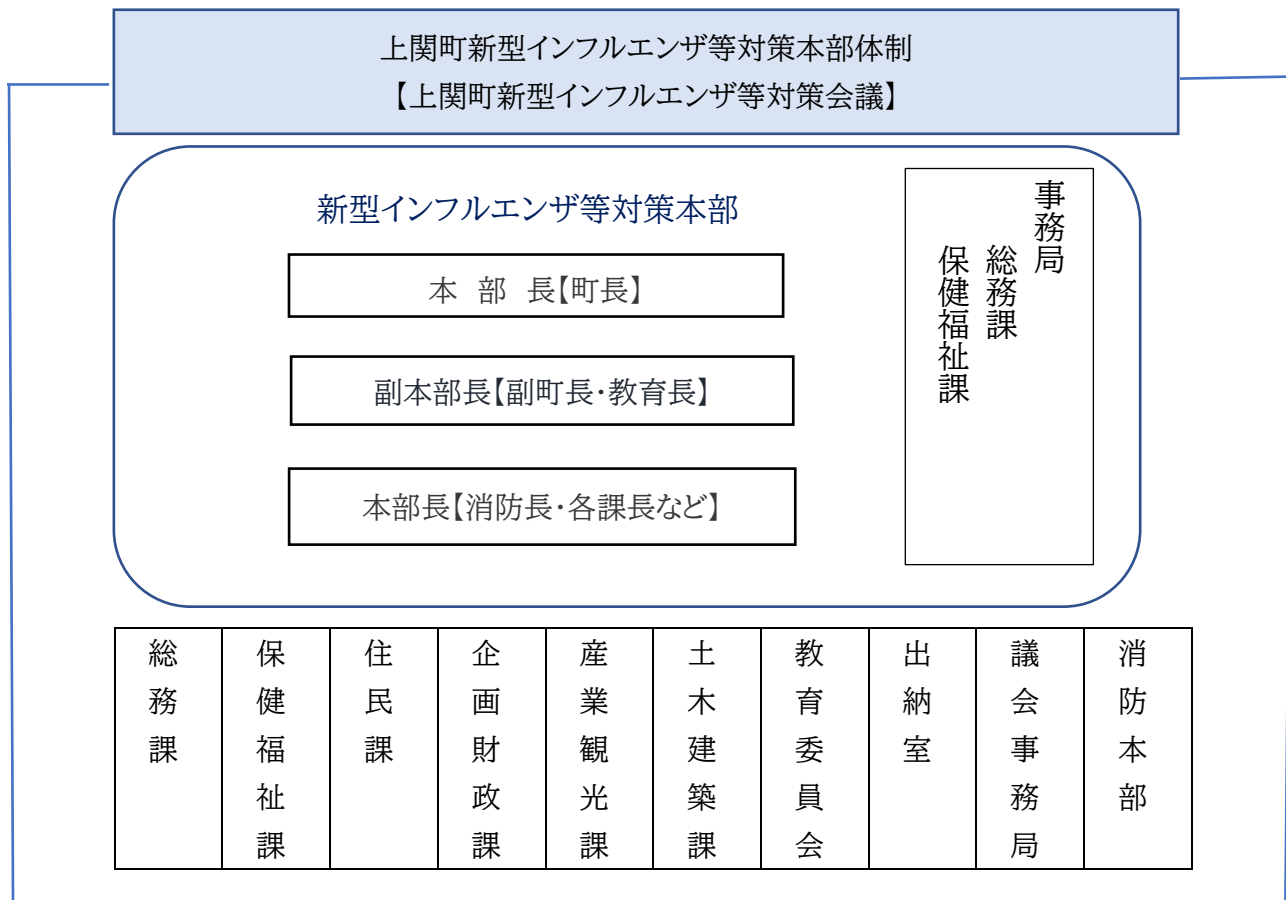 上関町新型インフルエンザ等対策本部体制
【上関町新型インフルエンザ等対策会議】
新型インフルエンザ等対策本部
本 部 長【町長】
副本部長【副町長・教育長】
本部長【消防長・各課長など】
事務局
総務課
保健福祉課
総務課
保健福祉課
住民課
企画財政課
産業観光課
土木建築課
教育委員会
出納室
議会事務局
消防本部